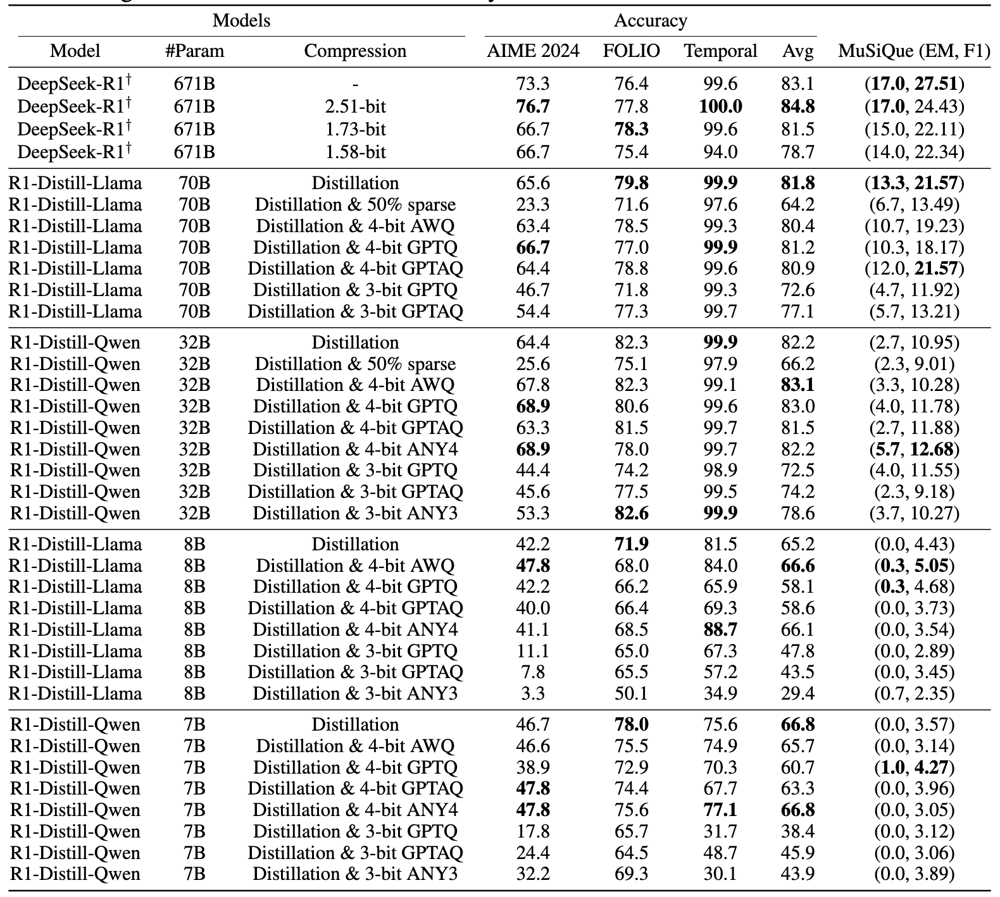 Models Accuracy
Model #Param Compression AIME 2024 FOLIO Temporal Avg MuSiQue (EM, F1)
DeepSeek-R1† 671B - 73.3 76.4 99.6 83.1 (17.0, 27.51)
DeepSeek-R1† 671B 2.51-bit 76.7 77.8 100.0 84.8 (17.0, 24.43)
DeepSeek-R1† 671B 1.73-bit 66.7 78.3 99.6 81.5 (15.0, 22.11)
DeepSeek-R1† 671B 1.58-bit 66.7 75.4 94.0 78.7 (14.0, 22.34)
R1-Distill-Llama 70B Distillation 65.6 79.8 99.9 81.8 (13.3, 21.57)
R1-Distill-Llama 70B Distillation & 50% sparse 23.3 71.6 97.6 64.2 (6.7, 13.49)
R1-Distill-Llama 70B Distillation & 4-bit AWQ 63.4 78.5 99.3 80.4 (10.7, 19.23)
R1-Distill-Llama 70B Distillation & 4-bit GPTQ 66.7 77.0 99.9 81.2 (10.3, 18.17)
R1-Distill-Llama 70B Distillation & 4-bit GPTAQ 64.4 78.8 99.6 80.9 (12.0, 21.57)
R1-Distill-Llama 70B Distillation & 3-bit GPTQ 46.7 71.8 99.3 72.6 (4.7, 11.92)
R1-Distill-Llama 70B Distillation & 3-bit GPTAQ 54.4 77.3 99.7 77.1 (5.7, 13.21)
R1-Distill-Qwen 32B Distillation 64.4 82.3 99.9 82.2 (2.7, 10.95)
R1-Distill-Qwen 32B Distillation & 50% sparse 25.6 75.1 97.9 66.2 (2.3, 9.01)
R1-Distill-Qwen 32B Distillation & 4-bit AWQ 67.8 82.3 99.1 83.1 (3.3, 10.28)
R1-Distill-Qwen 32B Distillation & 4-bit GPTQ 68.9 80.6 99.6 83.0 (4.0, 11.78)
R1-Distill-Qwen 32B Distillation & 4-bit GPTAQ 63.3 81.5 99.7 81.5 (2.7, 11.88)
R1-Distill-Qwen 32B Distillation & 4-bit ANY4 68.9 78.0 99.7 82.2 (5.7, 12.68)
R1-Distill-Qwen 32B Distillation & 3-bit GPTQ 44.4 74.2 98.9 72.5 (4.0, 11.55)
R1-Distill-Qwen 32B Distillation & 3-bit GPTAQ 45.6 77.5 99.5 74.2 (2.3, 9.18)
R1-Distill-Qwen 32B Distillation & 3-bit ANY3 53.3 82.6 99.9 78.6 (3.7, 10.27)
R1-Distill-Llama 8B Distillation 42.2 71.9 81.5 65.2 (0.0, 4.43)
R1-Distill-Llama 8B Distillation & 4-bit AWQ 47.8 68.0 84.0 66.6 (0.3, 5.05)
R1-Distill-Llama 8B Distillation & 4-bit GPTQ 42.2 66.2 65.9 58.1 (0.3, 4.68)
R1-Distill-Llama 8B Distillation & 4-bit GPTAQ 40.0 66.4 69.3 58.6 (0.0, 3.73)
R1-Distill-Llama 8B Distillation & 4-bit ANY4 41.1 68.5 88.7 66.1 (0.0, 3.54)
R1-Distill-Llama 8B Distillation & 3-bit GPTQ 11.1 65.0 67.3 47.8 (0.0, 2.89)
R1-Distill-Llama 8B Distillation & 3-bit GPTAQ 7.8 65.5 57.2 43.5 (0.0, 3.45)
R1-Distill-Llama 8B Distillation & 3-bit ANY3 3.3 50.1 34.9 29.4 (0.7, 2.35)
R1-Distill-Qwen 7B Distillation 46.7 78.0 75.6 66.8 (0.0, 3.57)
R1-Distill-Qwen 7B Distillation & 4-bit AWQ 46.6 75.5 74.9 65.7 (0.0, 3.14)
R1-Distill-Qwen 7B Distillation & 4-bit GPTQ 38.9 72.9 70.3 60.7 (1.0, 4.27)
R1-Distill-Qwen 7B Distillation & 4-bit GPTAQ 47.8 74.4 67.7 63.3 (0.0, 3.96)
R1-Distill-Qwen 7B Distillation & 4-bit ANY4 47.8 75.6 77.1 66.8 (0.0, 3.05)
R1-Distill-Qwen 7B Distillation & 3-bit GPTQ 17.8 65.7 31.7 38.4 (0.0, 3.12)
R1-Distill-Qwen 7B Distillation & 3-bit GPTAQ 24.4 64.5 48.7 45.9 (0.0, 3.06)
R1-Distill-Qwen 7B Distillation & 3-bit ANY3 32.2 69.3 30.1 43.9 (0.0, 3.89)